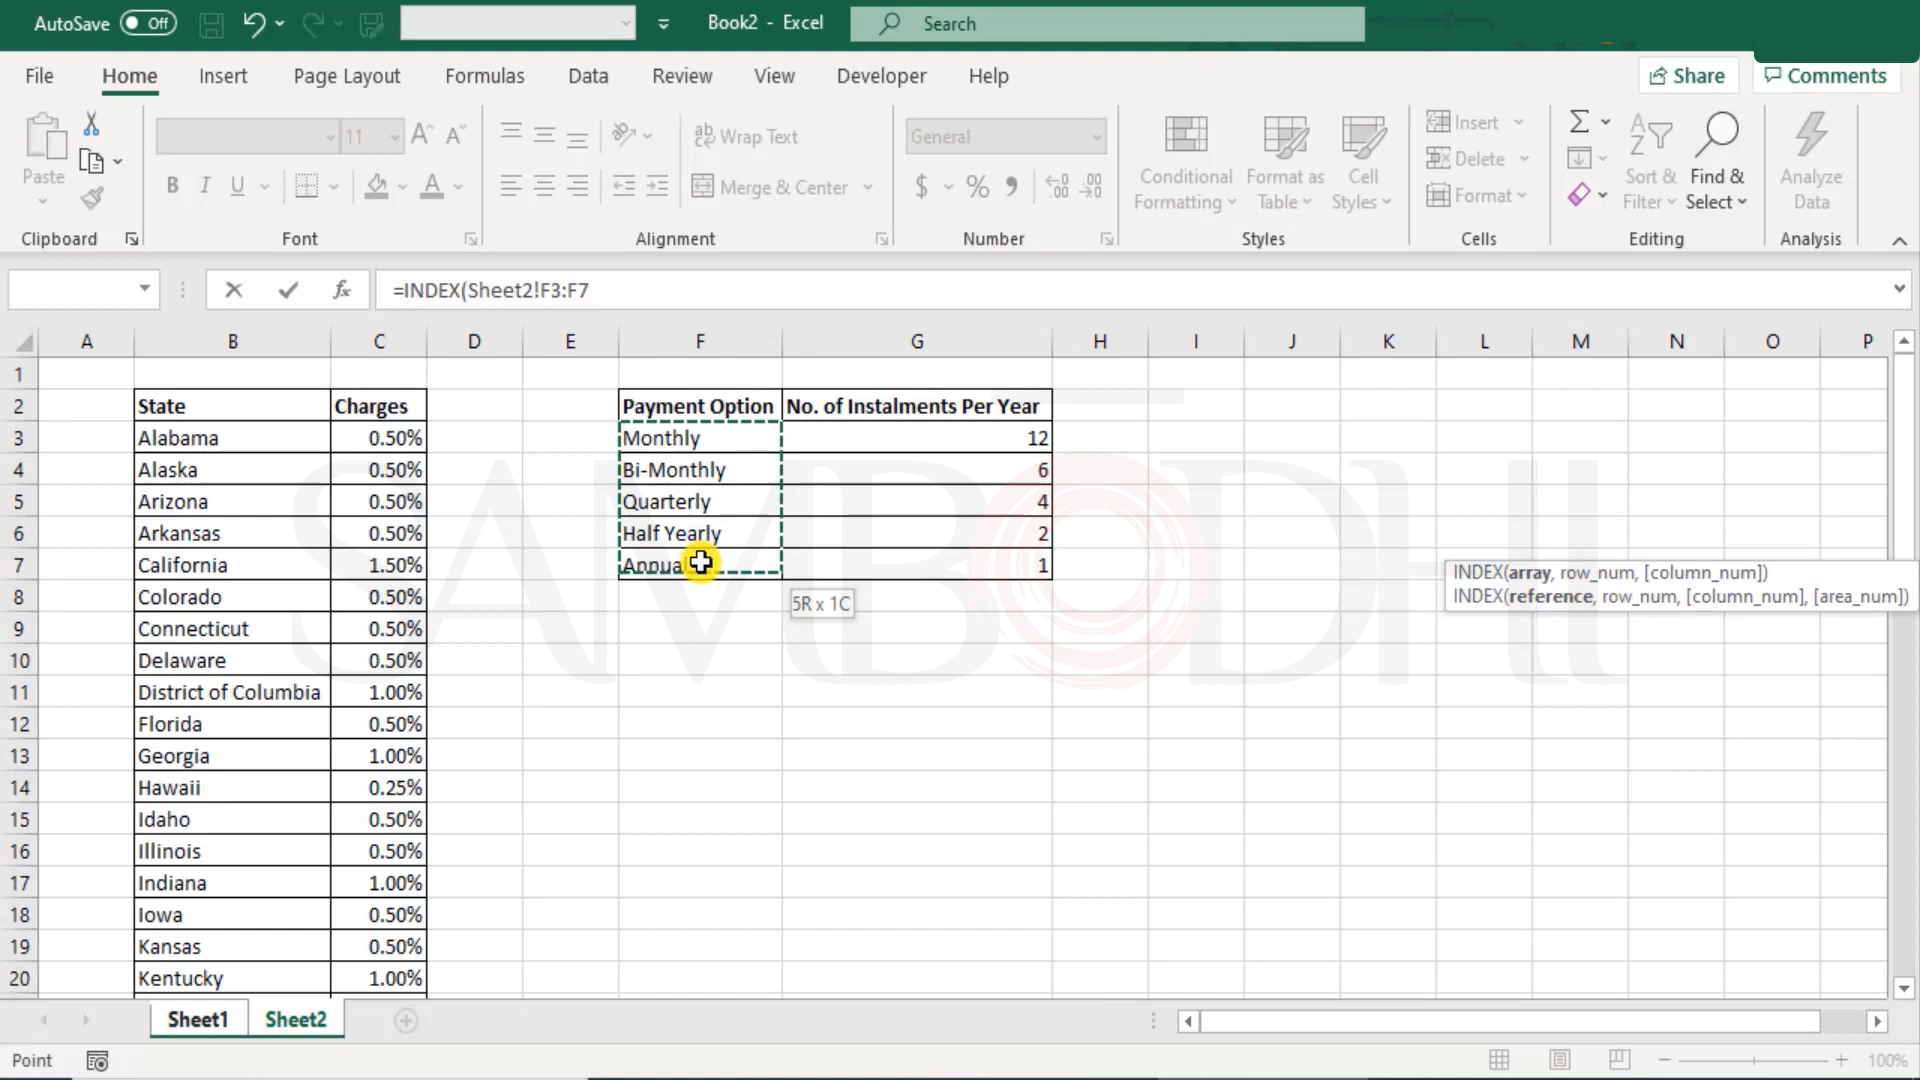 AutoSave Off Book2 - Excel Search
File Home Insert Page Layout Formulas Data Review View Developer Help Share Comments
Paste 11 A A ab Wrap Text General Conditional Formatting Format as Table Cell Styles Insert Delete Format Σ Sort & Filter Find & Select Analyze Data
B I U A Merge & Center $ % 9 .00
Clipboard Font Alignment Number Styles Cells Editing Analysis
fx =INDEX(Sheet2!F3:F7
A B C D E F G H I J K L M N O P
1
2 State Charges Payment Option No. of Instalments Per Year
3 Alabama 0.50% Monthly 12
4 Alaska 0.50% Bi-Monthly 6
5 Arizona 0.50% Quarterly 4
6 Arkansas 0.50% Half Yearly 2
7 California 1.50% Annual 1
INDEX(array, row_num, [column_num])
INDEX(reference, row_num, [column_num], [area_num])
8 Colorado 0.50% 5R x 1C
9 Connecticut 0.50%
10 Delaware 0.50%
11 District of Columbia 1.00%
12 Florida 0.50%
13 Georgia 1.00%
14 Hawaii 0.25%
15 Idaho 0.50%
16 Illinois 0.50%
17 Indiana 1.00%
18 Iowa 0.50%
19 Kansas 0.50%
20 Kentucky 1.00%
SAMBODHI
Sheet1 Sheet2
Point 100%